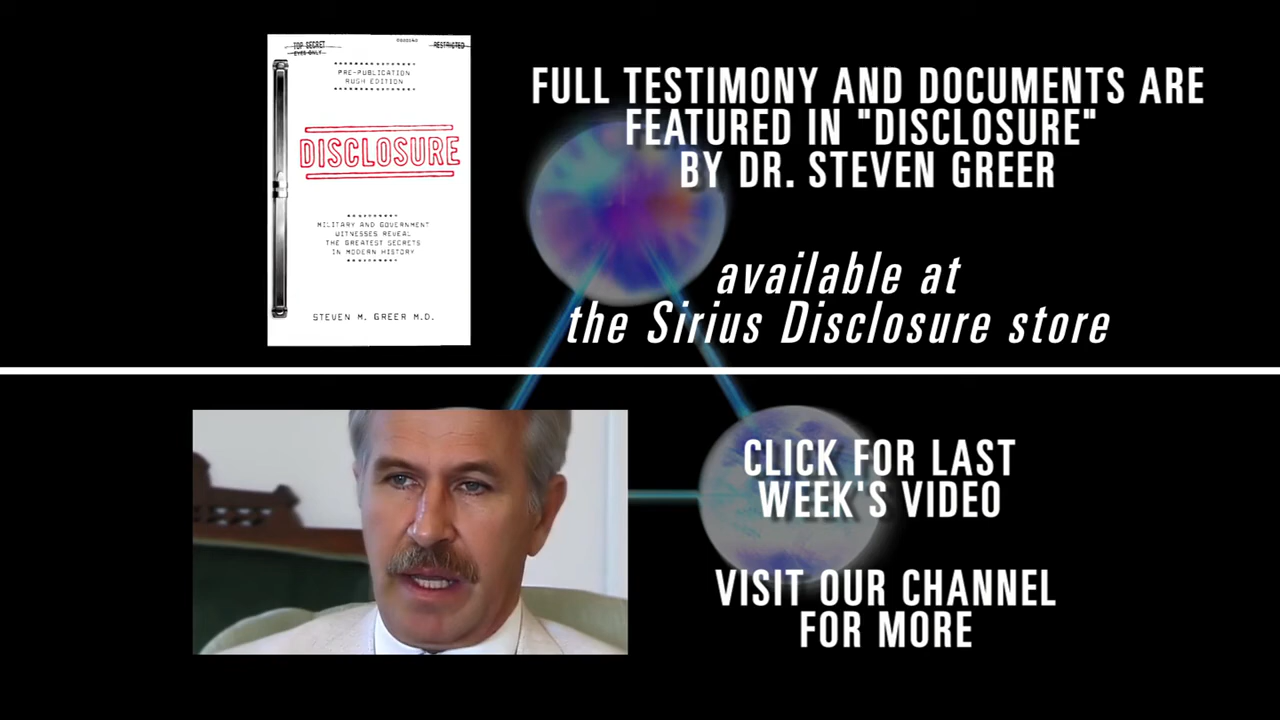 TOP SECRET
EYES ONLY
RESTRICTED
PRE-PUBLICATION
RUSH EDITION
DISCLOSURE
MILITARY AND GOVERNMENT
WITNESSES REVEAL
THE GREATEST SECRETS
IN MODERN HISTORY
STEVEN M. GREER M.D.
FULL TESTIMONY AND DOCUMENTS ARE
FEATURED IN "DISCLOSURE"
BY DR. STEVEN GREER
available at
the Sirius Disclosure store
CLICK FOR LAST
WEEK'S VIDEO
VISIT OUR CHANNEL
FOR MORE